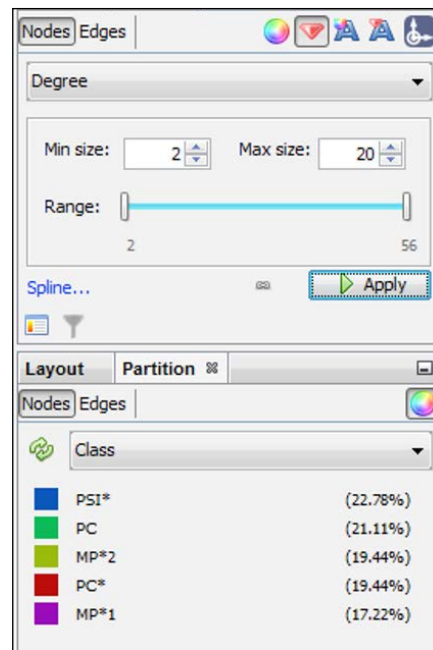 Nodes Edges
Degree
Min size: 2 Max size: 20
Range:
2 56
Spline... Apply
Layout Partition
Nodes Edges
Class
PSI* (22.78%)
PC (21.11%)
MP*2 (19.44%)
PC* (19.44%)
MP*1 (17.22%)